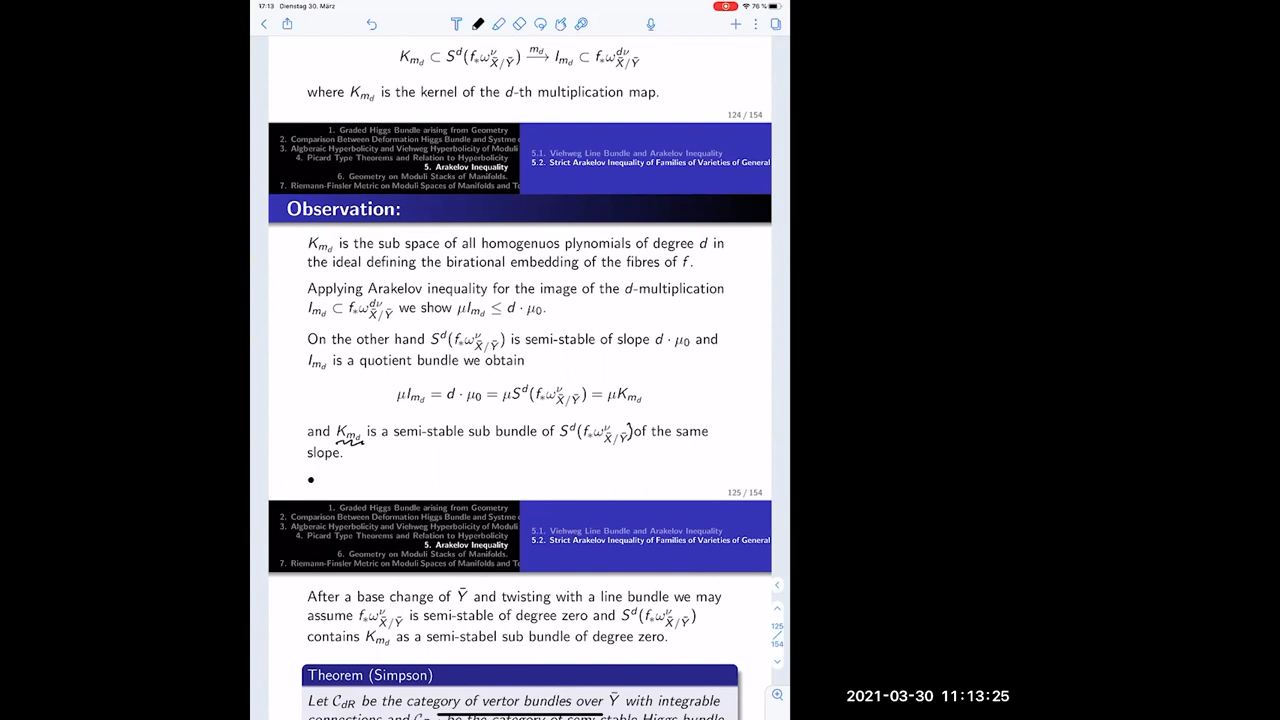 17:13 Dienstag 30. März
76 %
K_{m_d} ⊂ S^d(f_*ω^ν_{X̄/Ȳ}) —m_d→ I_{m_d} ⊂ f_*ω^{dν}_{X̄/Ȳ}
where K_{m_d} is the kernel of the d-th multiplication map.
124 / 154
1. Graded Higgs Bundle arising from Geometry
2. Comparison Between Deformation Higgs Bundle and Systme
3. Algberaic Hyperbolicity and Viehweg Hyperbolicity of Moduli
4. Picard Type Theorems and Relation to Hyperbolicity
5. Arakelov Inequality
6. Geometry on Moduli Stacks of Manifolds.
7. Riemann-Finsler Metric on Moduli Spaces of Manifolds and
5.1. Viehweg Line Bundle and Arakelov Inequality
5.2. Strict Arakelov Inequality of Families of Varieties of General
Observation:
K_{m_d} is the sub space of all homogenuos plynomials of degree d in
the ideal defining the birational embedding of the fibres of f.
Applying Arakelov inequality for the image of the d-multiplication
I_{m_d} ⊂ f_*ω^{dν}_{X̄/Ȳ} we show μI_{m_d} ≤ d · μ_0.
On the other hand S^d(f_*ω^ν_{X̄/Ȳ}) is semi-stable of slope d · μ_0 and
I_{m_d} is a quotient bundle we obtain
μI_{m_d} = d · μ_0 = μS^d(f_*ω^ν_{X̄/Ȳ}) = μK_{m_d}
and K_{m_d} is a semi-stable sub bundle of S^d(f_*ω^ν_{X̄/Ȳ})of the same
slope.
125 / 154
1. Graded Higgs Bundle arising from Geometry
2. Comparison Between Deformation Higgs Bundle and Systme
3. Algberaic Hyperbolicity and Viehweg Hyperbolicity of Moduli
4. Picard Type Theorems and Relation to Hyperbolicity
5. Arakelov Inequality
6. Geometry on Moduli Stacks of Manifolds.
7. Riemann-Finsler Metric on Moduli Spaces of Manifolds and
5.1. Viehweg Line Bundle and Arakelov Inequality
5.2. Strict Arakelov Inequality of Families of Varieties of General
After a base change of Ȳ and twisting with a line bundle we may
assume f_*ω^ν_{X̄/Ȳ} is semi-stable of degree zero and S^d(f_*ω^ν_{X̄/Ȳ})
contains K_{m_d} as a semi-stabel sub bundle of degree zero.
125
154
Theorem (Simpson)
Let C_{dR} be the category of vertor bundles over Ȳ with integrable
2021-03-30 11:13:25